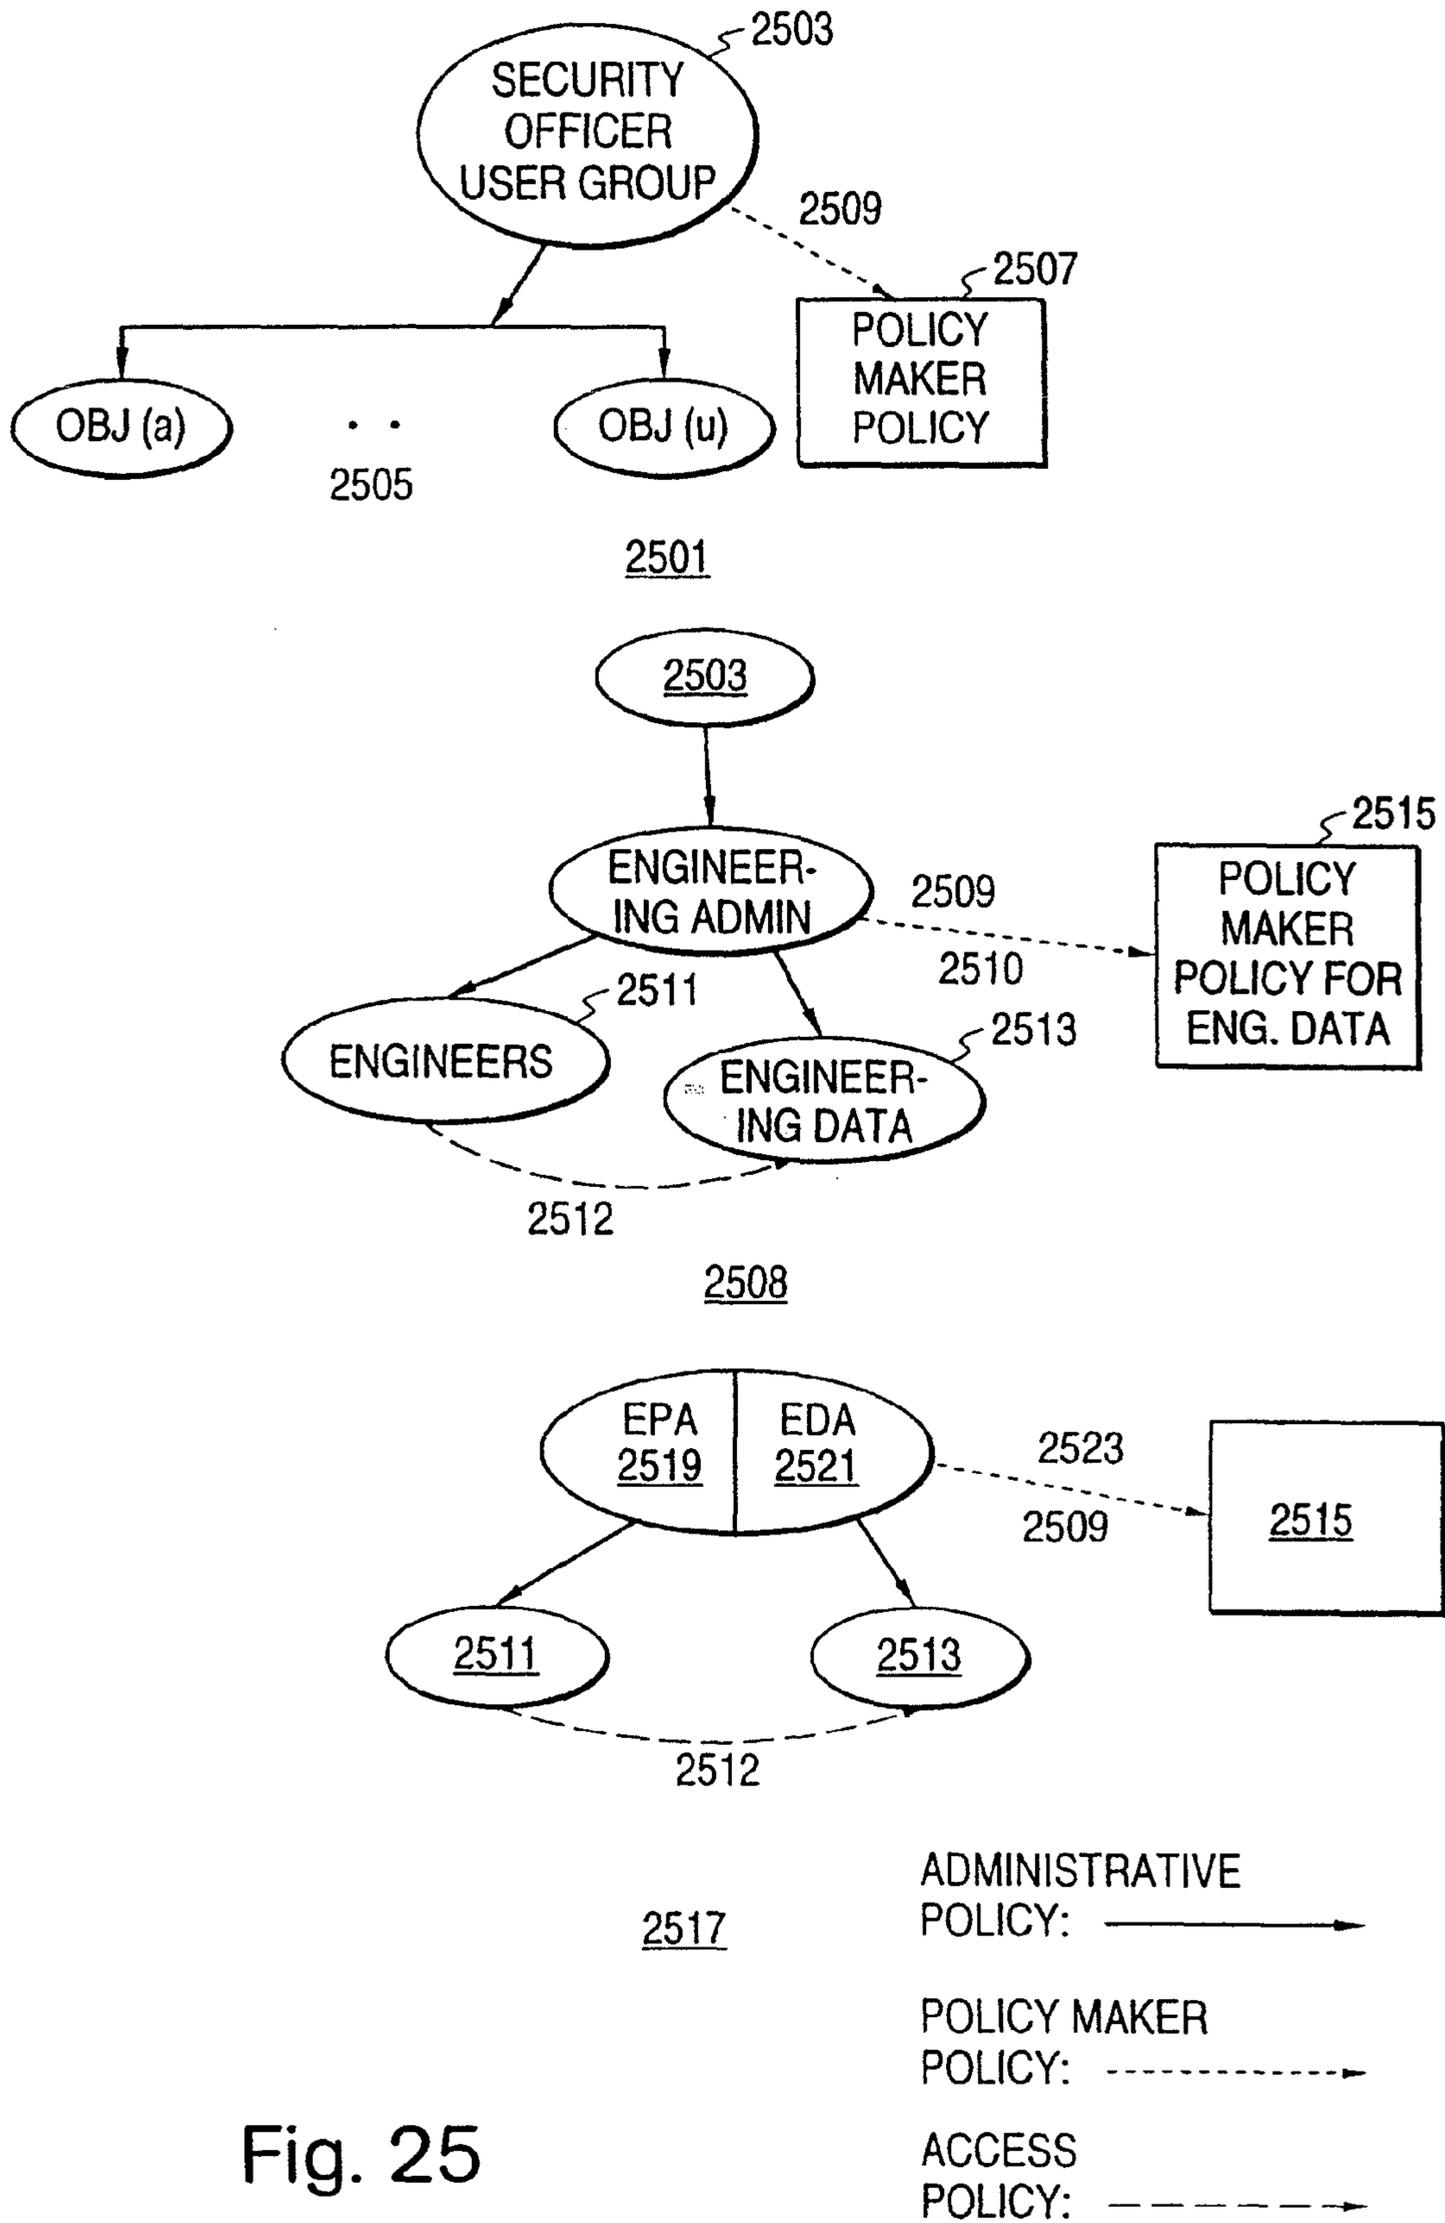 2503
SECURITY
OFFICER
USER GROUP
2509
2507
POLICY
MAKER
POLICY
OBJ (a)
. .
OBJ (u)
2505
2501
2503
2515
ENGINEER-
ING ADMIN
2509
2510
POLICY
MAKER
POLICY FOR
ENG. DATA
2511
2513
ENGINEERS
ENGINEER-
ING DATA
2512
2508
EPA
2519
EDA
2521
2523
2509
2515
2511
2513
2512
2517
ADMINISTRATIVE
POLICY:
POLICY MAKER
POLICY:
ACCESS
POLICY:
Fig. 25